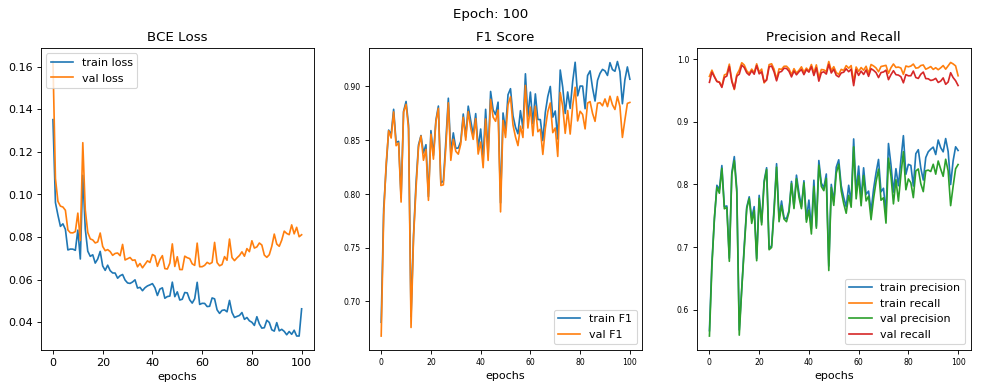 Epoch: 100
BCE Loss
0.16
0.14
0.12
0.10
0.08
0.06
0.04
0 20 40 60 80 100
epochs
train loss
val loss
F1 Score
0.90
0.85
0.80
0.75
0.70
0 20 40 60 80 100
epochs
train F1
val F1
Precision and Recall
1.0
0.9
0.8
0.7
0.6
0 20 40 60 80 100
epochs
train precision
train recall
val precision
val recall